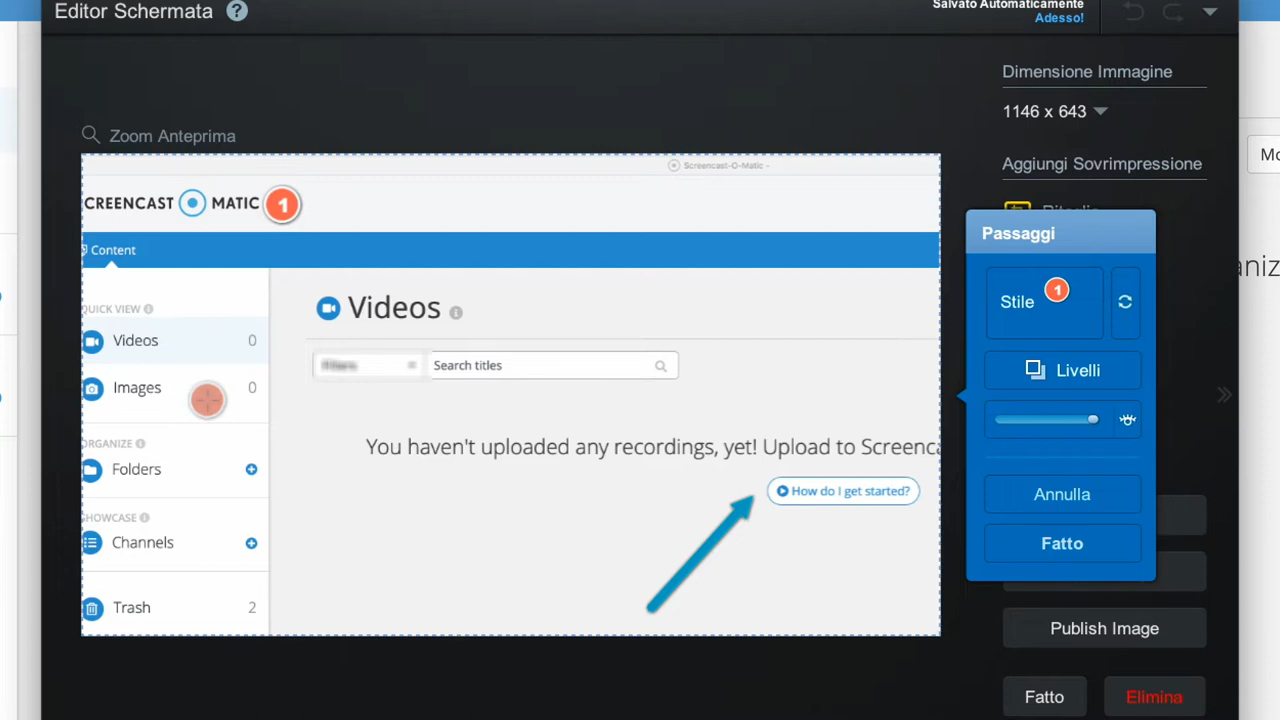 Editor Schermata ?
Salvato Automaticamente
Adesso!
Dimensione Immagine
1146 x 643
Zoom Anteprima
Aggiungi Sovrimpressione
Screencast-O-Matic -
CREENCAST MATIC 1
Content
QUICK VIEW
Videos 0
Images 0
ORGANIZE
Folders
SHOWCASE
Channels
Trash 2
Videos
Search titles
You haven't uploaded any recordings, yet! Upload to Screenca
How do I get started?
Passaggi
Stile 1
Livelli
Annulla
Fatto
Publish Image
Fatto
Elimina
Mo
aniz